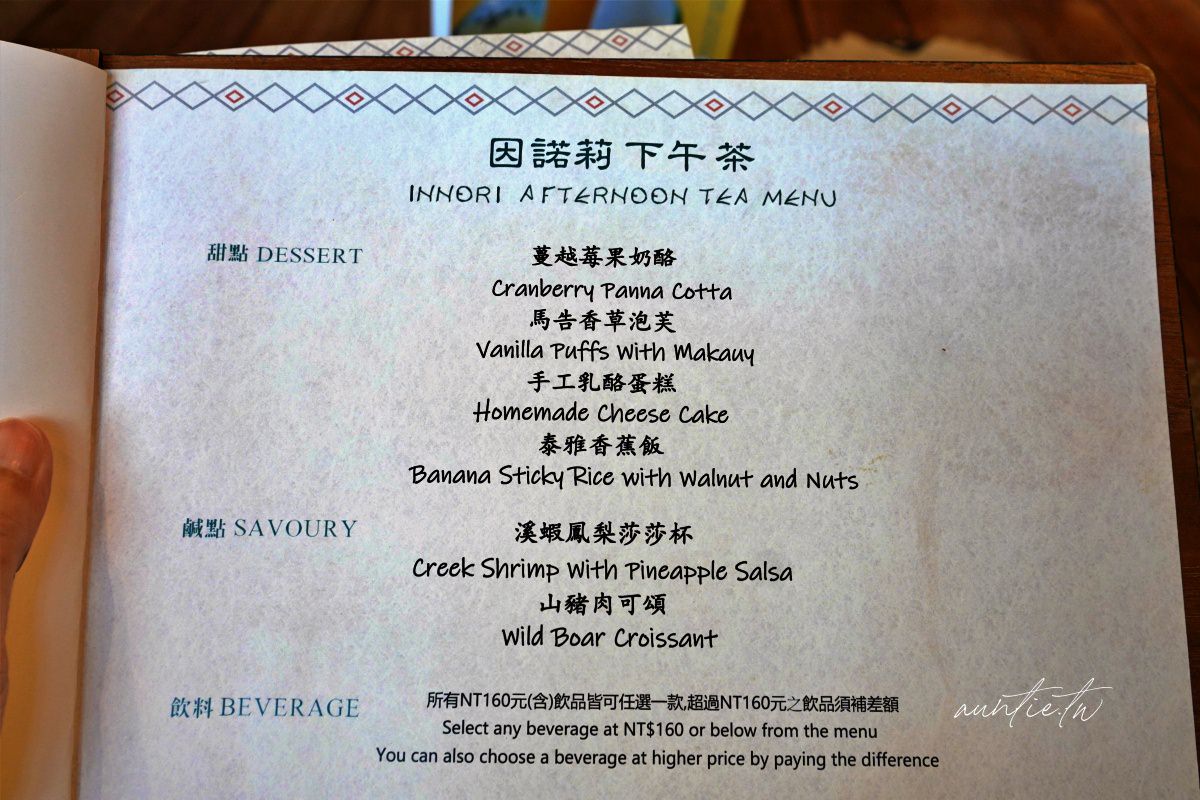 因諾莉 下午茶
INNORI AFTERNOON TEA MENU
甜點 DESSERT
蔓越莓果奶酪
Cranberry Panna Cotta
馬告香草泡芙
Vanilla Puffs With Makauy
手工乳酪蛋糕
Homemade Cheese Cake
泰雅香蕉飯
Banana Sticky Rice with Walnut and Nuts
鹹點 SAVOURY
溪蝦鳳梨莎莎杯
Creek Shrimp With Pineapple Salsa
山豬肉可頌
Wild Boar Croissant
飲料 BEVERAGE
所有NT160元(含)飲品皆可任選一款,超過NT160元之飲品須補差額
Select any beverage at NT$160 or below from the menu
You can also choose a beverage at higher price by paying the difference
auntie.tw